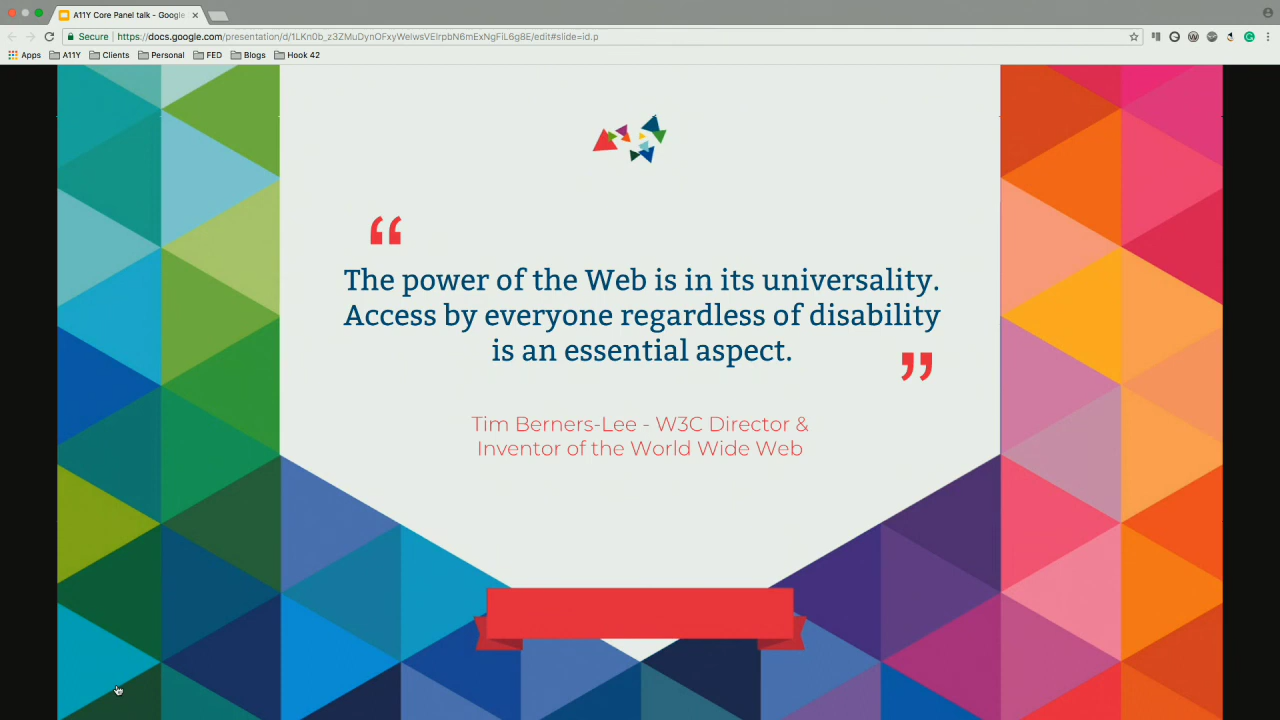 A11Y Core Panel talk - Google
Secure
https://docs.google.com/presentation/d/1LKn0b_z3ZMuDynOFxyWelwsVEIrpbN6mExNgFiL6g8E/edit#slide=id.p
Apps A11Y Clients Personal FED Blogs Hook 42
“
The power of the Web is in its universality.
Access by everyone regardless of disability
is an essential aspect.
”
Tim Berners-Lee - W3C Director &
Inventor of the World Wide Web